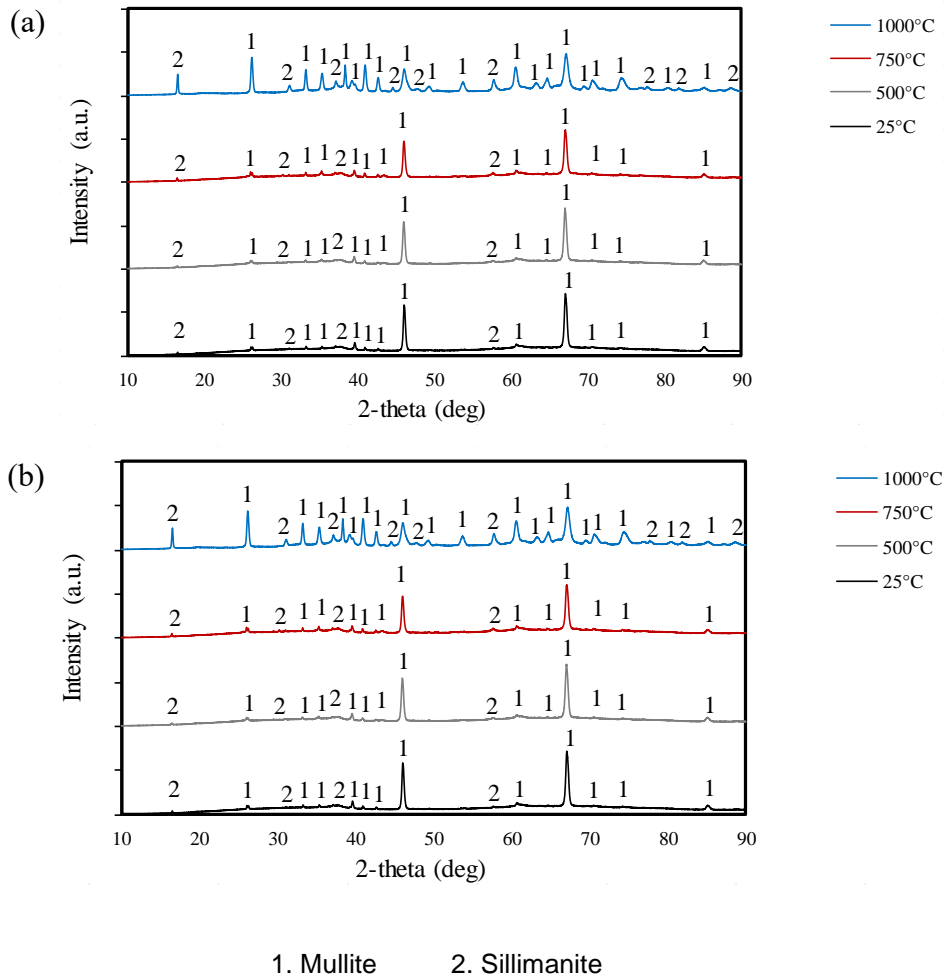 (a)
Intensity (a.u.)
2 1 2 1 1 2 1 1 1 1 2 1 2 1 1 2 1 1 1 1 1 1 1 2 1 2 1 2
2 1 2 1 1 2 1 1 1 1 2 1 1 1 1 1 1
2 1 2 1 1 2 1 1 1 1 2 1 1 1 1 1 1
2 1 2 1 1 2 1 1 1 1 2 1 1 1 1 1
10 20 30 40 50 60 70 80 90
2-theta (deg)
1000°C
750°C
500°C
25°C
(b)
Intensity (a.u.)
2 1 2 1 1 2 1 1 1 1 2 1 2 1 1 2 1 1 1 1 1 1 1 2 1 2 1 2
2 1 2 1 1 2 1 1 1 1 2 1 1 1 1 1 1
2 1 2 1 1 2 1 1 1 1 2 1 1 1 1 1 1
2 1 2 1 1 2 1 1 1 1 2 1 1 1 1 1
10 20 30 40 50 60 70 80 90
2-theta (deg)
1000°C
750°C
500°C
25°C
1. Mullite 2. Sillimanite